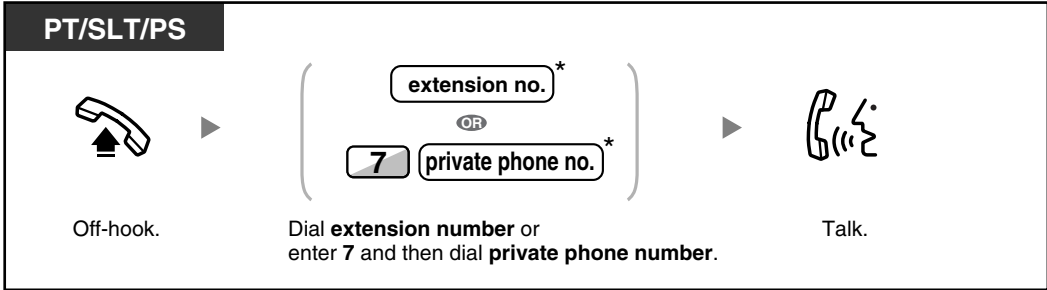 PT/SLT/PS
extension no.*
OR
7 private phone no.*
Off-hook.
Dial extension number or
enter 7 and then dial private phone number.
Talk.